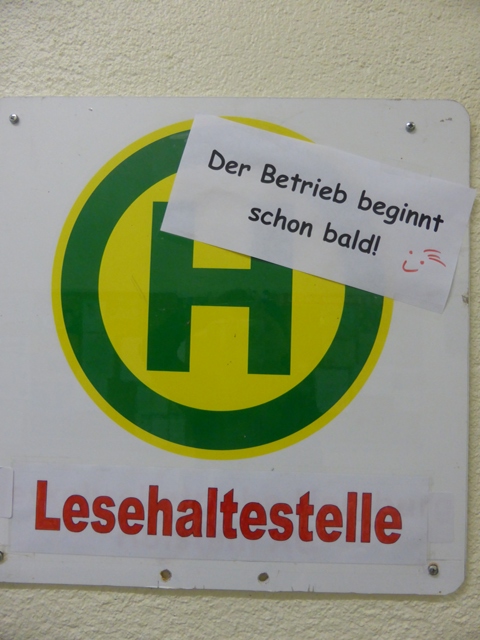 Der Betrieb beginnt
schon bald!
H
Lesehaltestelle